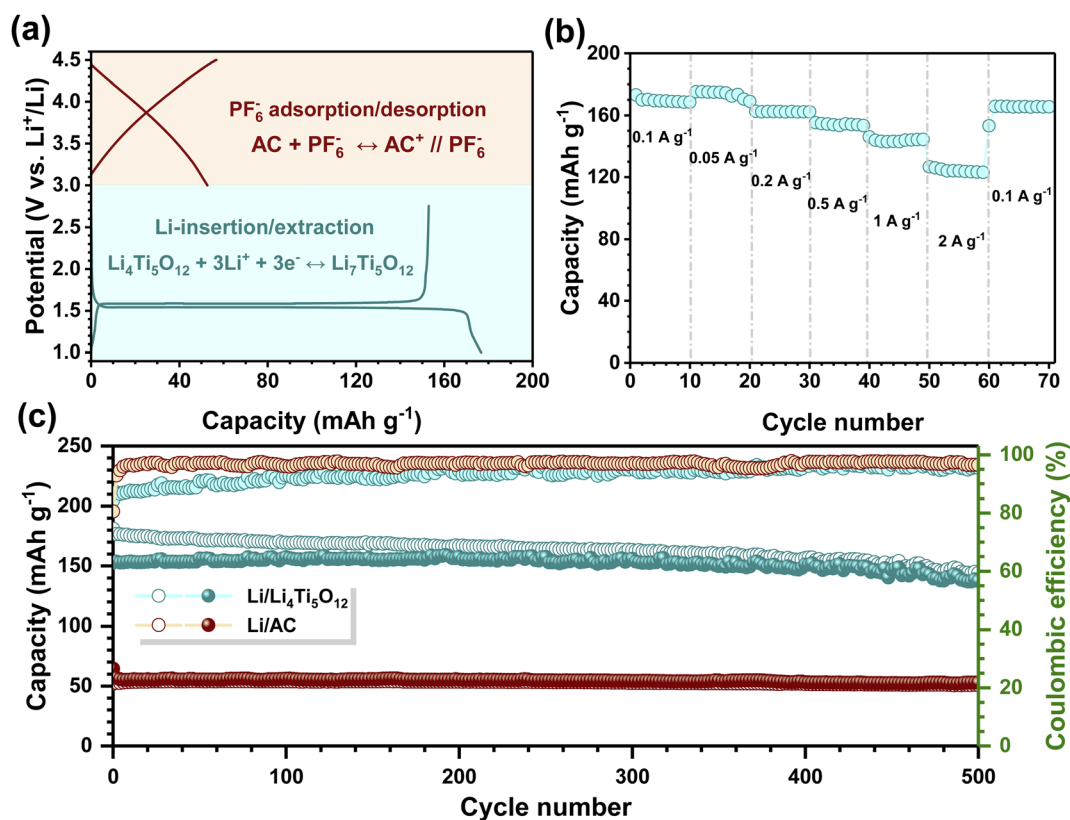 (a)
Potential (V vs. Li⁺/Li)
4.5
4.0
3.5
3.0
2.5
2.0
1.5
1.0
PF₆⁻ adsorption/desorption
AC + PF₆⁻ ↔ AC⁺ // PF₆⁻
Li-insertion/extraction
Li₄Ti₅O₁₂ + 3Li⁺ + 3e⁻ ↔ Li₇Ti₅O₁₂
0 40 80 120 160 200
Capacity (mAh g⁻¹)
(b)
Capacity (mAh g⁻¹)
200
160
120
80
40
0
0.1 A g⁻¹
0.05 A g⁻¹
0.2 A g⁻¹
0.5 A g⁻¹
1 A g⁻¹
2 A g⁻¹
0.1 A g⁻¹
0 10 20 30 40 50 60 70
Cycle number
(c)
Capacity (mAh g⁻¹)
250
200
150
100
50
0
Li/Li₄Ti₅O₁₂
Li/AC
100
80
60
40
20
0
Coulombic efficiency (%)
0 100 200 300 400 500
Cycle number